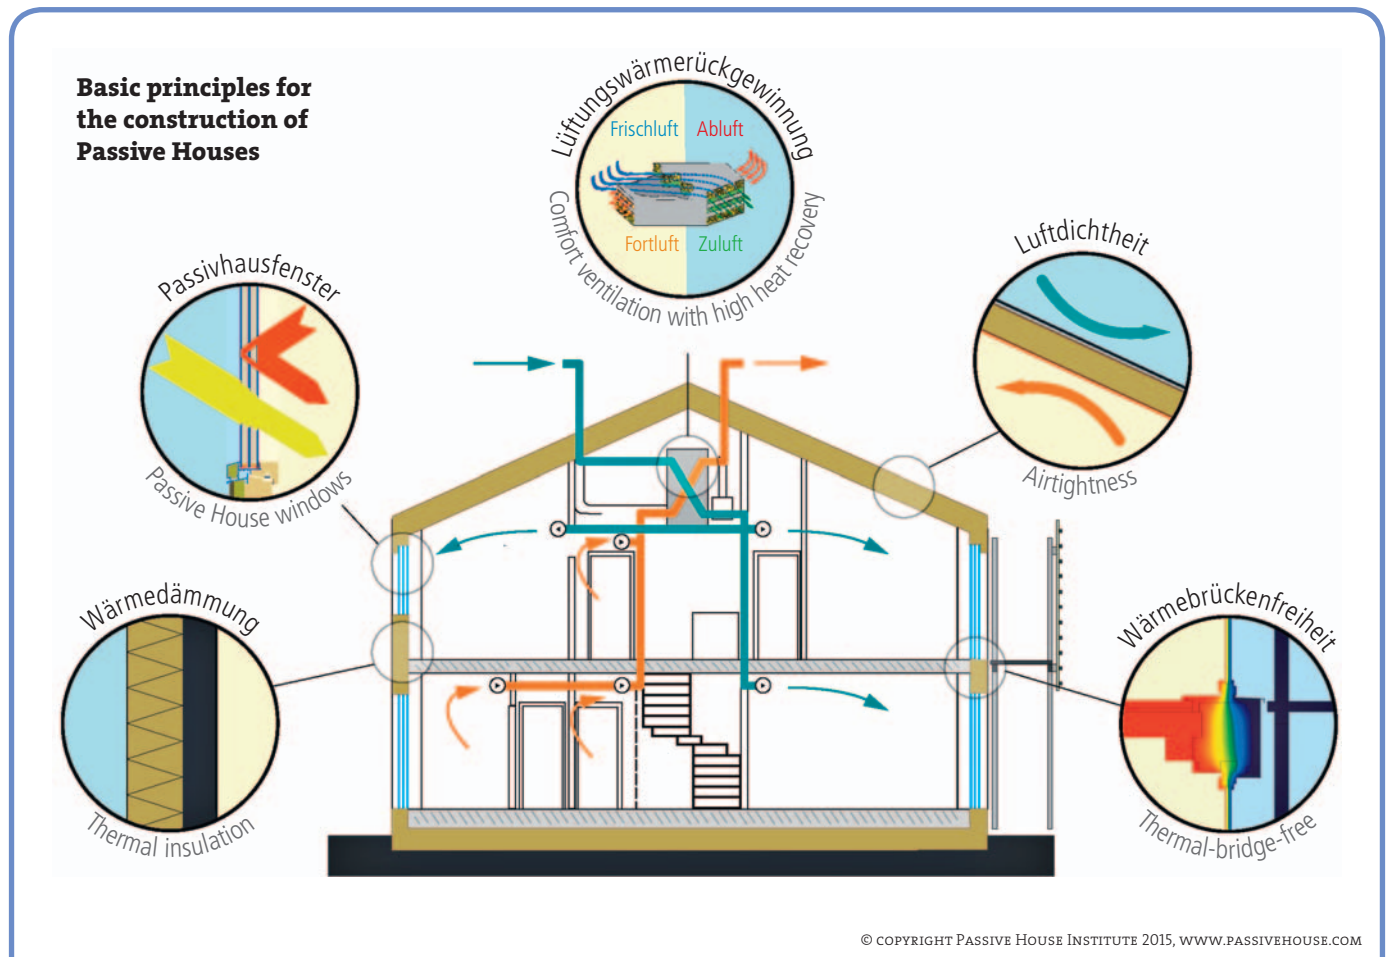 Basic principles for
the construction of
Passive Houses
Lüftungswärmerückgewinnung
Frischluft Abluft
Fortluft Zuluft
Comfort ventilation with high heat recovery
Luftdichtheit
Airtightness
Passivhausfenster
Passive House windows
Wärmedämmung
Thermal insulation
Wärmebrückenfreiheit
Thermal-bridge-free
© COPYRIGHT PASSIVE HOUSE INSTITUTE 2015, WWW.PASSIVEHOUSE.COM